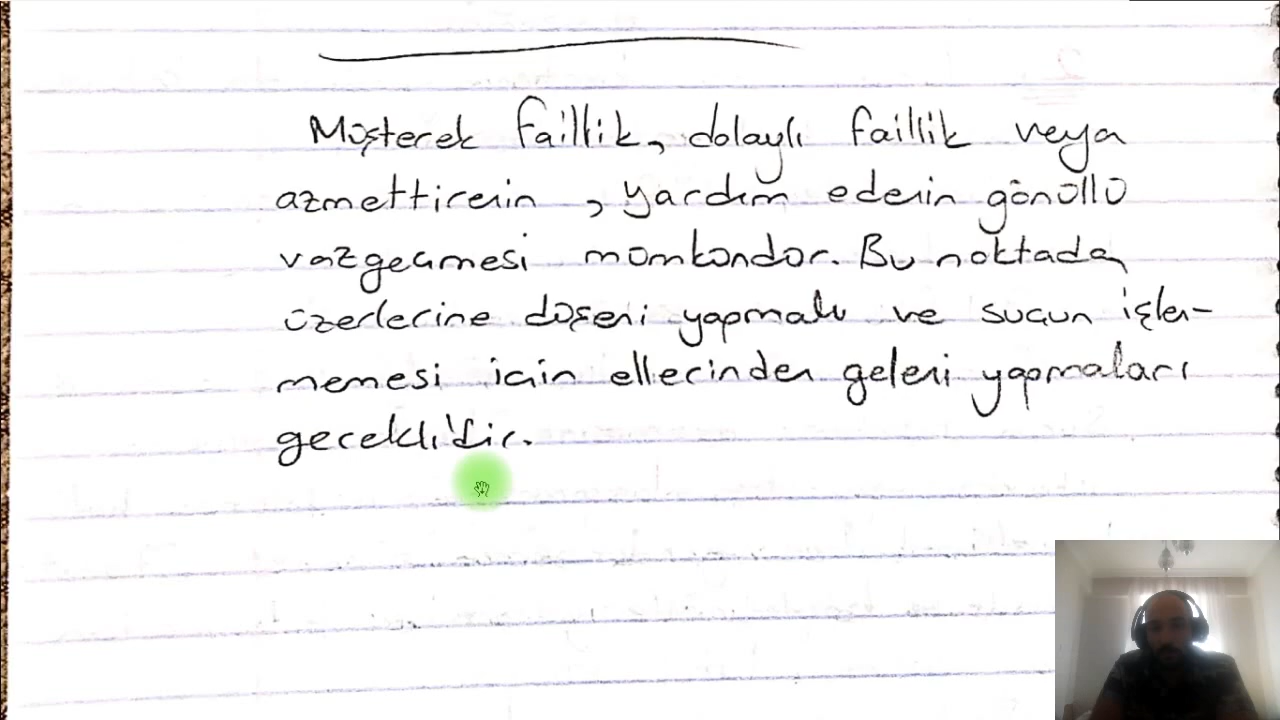 Müşterek faillik, dolaylı faillik veya
azmettirenin, yardım edenin gönüllü
vazgeçmesi mümkündür. Bu noktada,
üzerlerine düşeni yapmalı ve suçun işlen-
memesi için ellerinden geleni yapmaları
gereklidir.